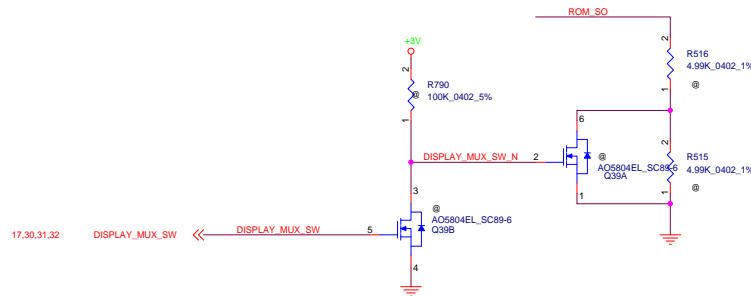 ROM_SO
+3V
2
R516
4.99K_0402_1%
1
@
2
R790
@
100K_0402_5%
1
6
DISPLAY_MUX_SW_N
2
@
AO5804EL_SC89-6
Q39A
1
2
R515
4.99K_0402_1%
1
@
3
@
AO5804EL_SC89-6
Q39B
17,30,31,32 DISPLAY_MUX_SW DISPLAY_MUX_SW 5
4